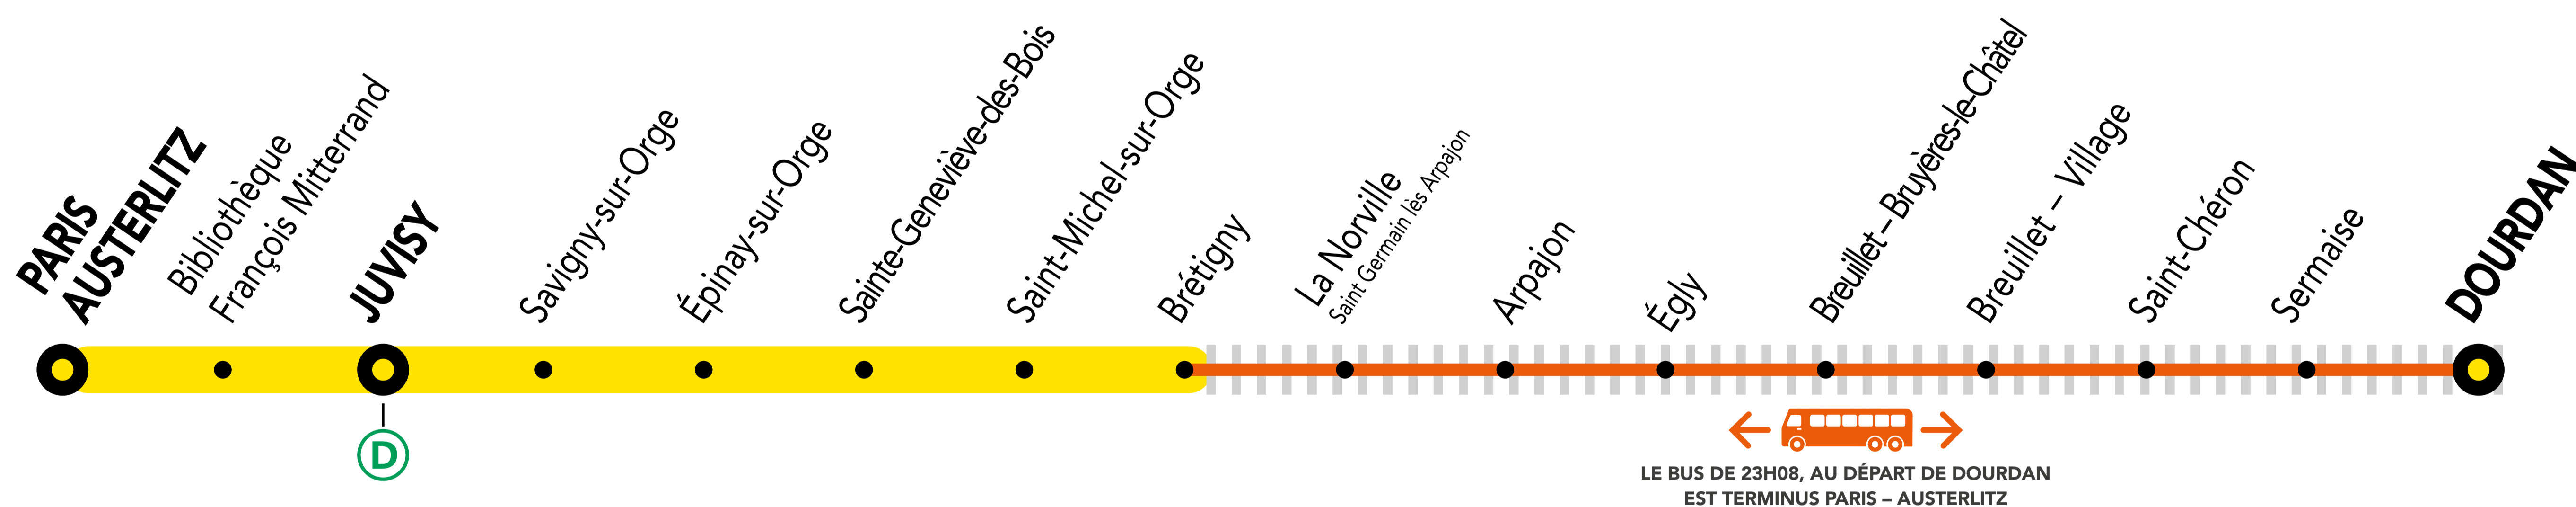 PARIS
AUSTERLITZ
Bibliothèque
François Mitterrand
JUVISY
Savigny-sur-Orge
Épinay-sur-Orge
Sainte-Geneviève-des-Bois
Saint-Michel-sur-Orge
Brétigny
La Norville
Saint Germain lès Arpajon
Arpajon
Égly
Breuillet – Bruyères-le-Châtel
Breuillet – Village
Saint-Chéron
Sermaise
DOURDAN
D
LE BUS DE 23H08, AU DÉPART DE DOURDAN
EST TERMINUS PARIS – AUSTERLITZ